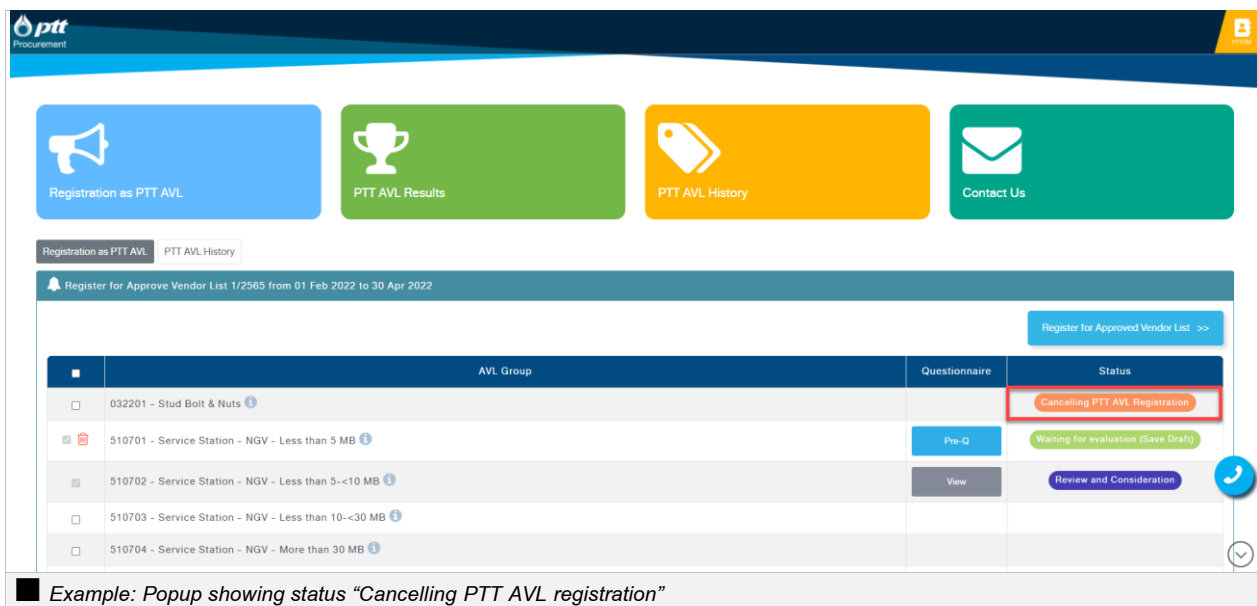 ptt
Procurement
Registration as PTT AVL
PTT AVL Results
PTT AVL History
Contact Us
Registration as PTT AVL PTT AVL History
Register for Approve Vendor List 1/2565 from 01 Feb 2022 to 30 Apr 2022
Register for Approved Vendor List >>
AVL Group Questionnaire Status
032201 - Stud Bolt & Nuts Cancelling PTT AVL Registration
510701 - Service Station - NGV - Less than 5 MB Pre-Q Waiting for evaluation (Save Draft)
510702 - Service Station - NGV - Less than 5-<10 MB View Review and Consideration
510703 - Service Station - NGV - Less than 10-<30 MB
510704 - Service Station - NGV - More than 30 MB
Example: Popup showing status “Cancelling PTT AVL registration”